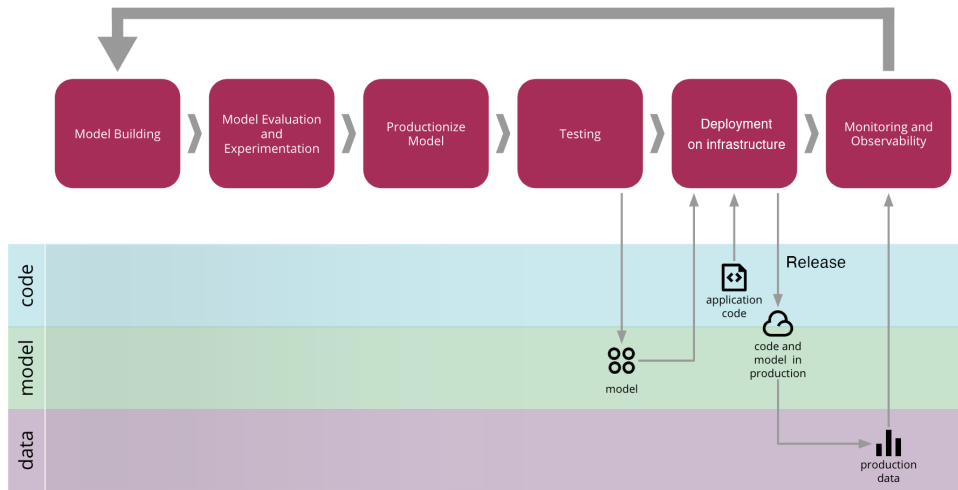 Model Building
Model Evaluation
and
Experimentation
Productionize
Model
Testing
Deployment
on infrastructure
Monitoring and
Observability
code
Release
application
code
model
code and
model in
production
model
data
production
data